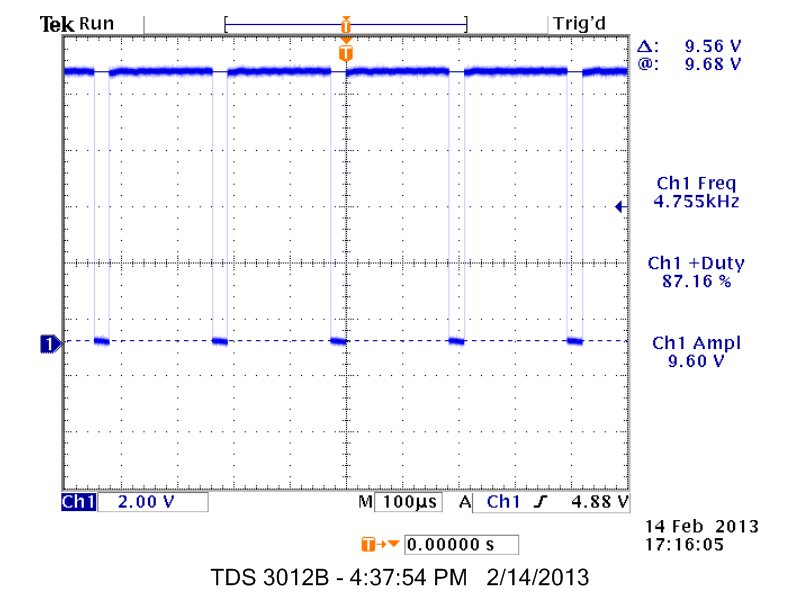 Tek Run Trig'd
T
T
Δ: 9.56 V
@: 9.68 V
Ch1 Freq
4.755kHz
Ch1 +Duty
87.16 %
1
Ch1 Ampl
9.60 V
Ch1 2.00 V M 100µs A Ch1 ʃ 4.88 V
14 Feb 2013
17:16:05
T→▼ 0.00000 s
TDS 3012B - 4:37:54 PM 2/14/2013